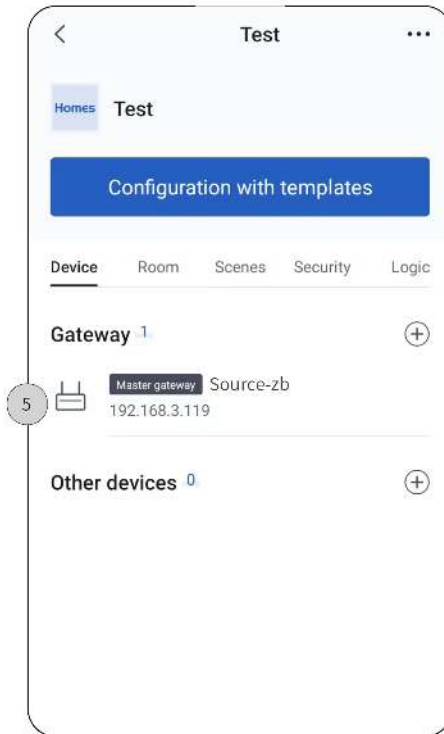 Test
Homes Test
Configuration with templates
Device Room Scenes Security Logic
Gateway 1
Master gateway Source-zb
5
192.168.3.119
Other devices 0